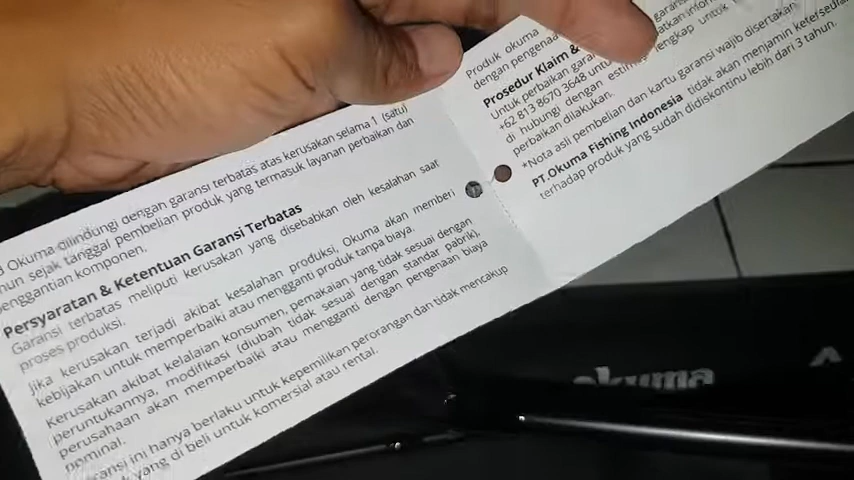 Okuma dilindungi dengan garansi terbatas atas kerusakan selama 1 (satu)
sejak tanggal pembelian produk yang termasuk layanan perbaikan dan
penggantian komponen.
Persyaratan & Ketentuan Garansi Terbatas
Garansi terbatas meliputi kerusakan yang disebabkan oleh kesalahan saat
proses produksi.
Jika kerusakan terjadi akibat kesalahan produksi, Okuma akan memberi
kebijakan untuk memperbaiki atau mengganti produk tanpa biaya.
Kerusakan akibat kelalaian konsumen, pemakaian yang tidak sesuai dengan
peruntukannya, modifikasi (diubah tidak sesuai dengan standar pabrik),
perusahaan akan memperbaiki atau mengganti dengan pengenaan biaya
nominal.
ini hanya berlaku untuk kepemilikan perorangan dan tidak mencakup
yang di beli untuk komersial atau rental.
Produk okuma
dengan pengenaan
Prosedur Klaim &
Untuk perbaikan garansi
+62 813 8670 3648
di hubungi dengan estimasi
perbaikan dilakukan.
*Nota asli pembelian dan kartu garansi wajib disertakan
PT.Okuma Fishing Indonesia tidak akan menjamin
terhadap produk yang sudah didiskontinu lebih dari 3 tahun.
okuma